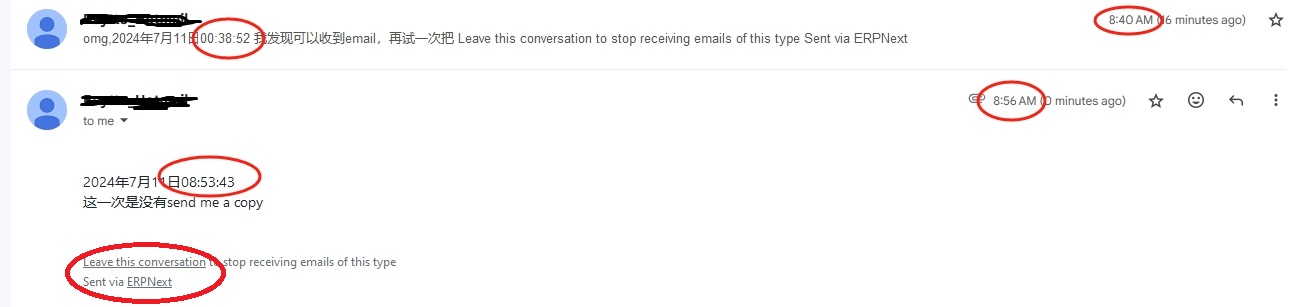 8:40 AM (16 minutes ago)
omg,2024年7月11日00:38:52 我发现可以收到email，再试一次把 Leave this conversation to stop receiving emails of this type Sent via ERPNext
8:56 AM (0 minutes ago)
to me
2024年7月11日08:53:43
这一次是没有send me a copy
Leave this conversation to stop receiving emails of this type
Sent via ERPNext